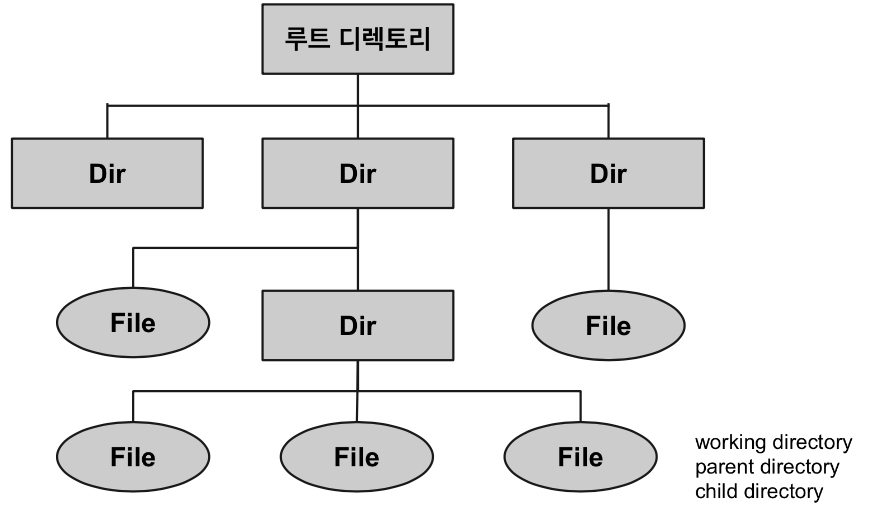 루트 디렉토리
Dir
Dir
Dir
File
Dir
File
File
File
File
working directory
parent directory
child directory